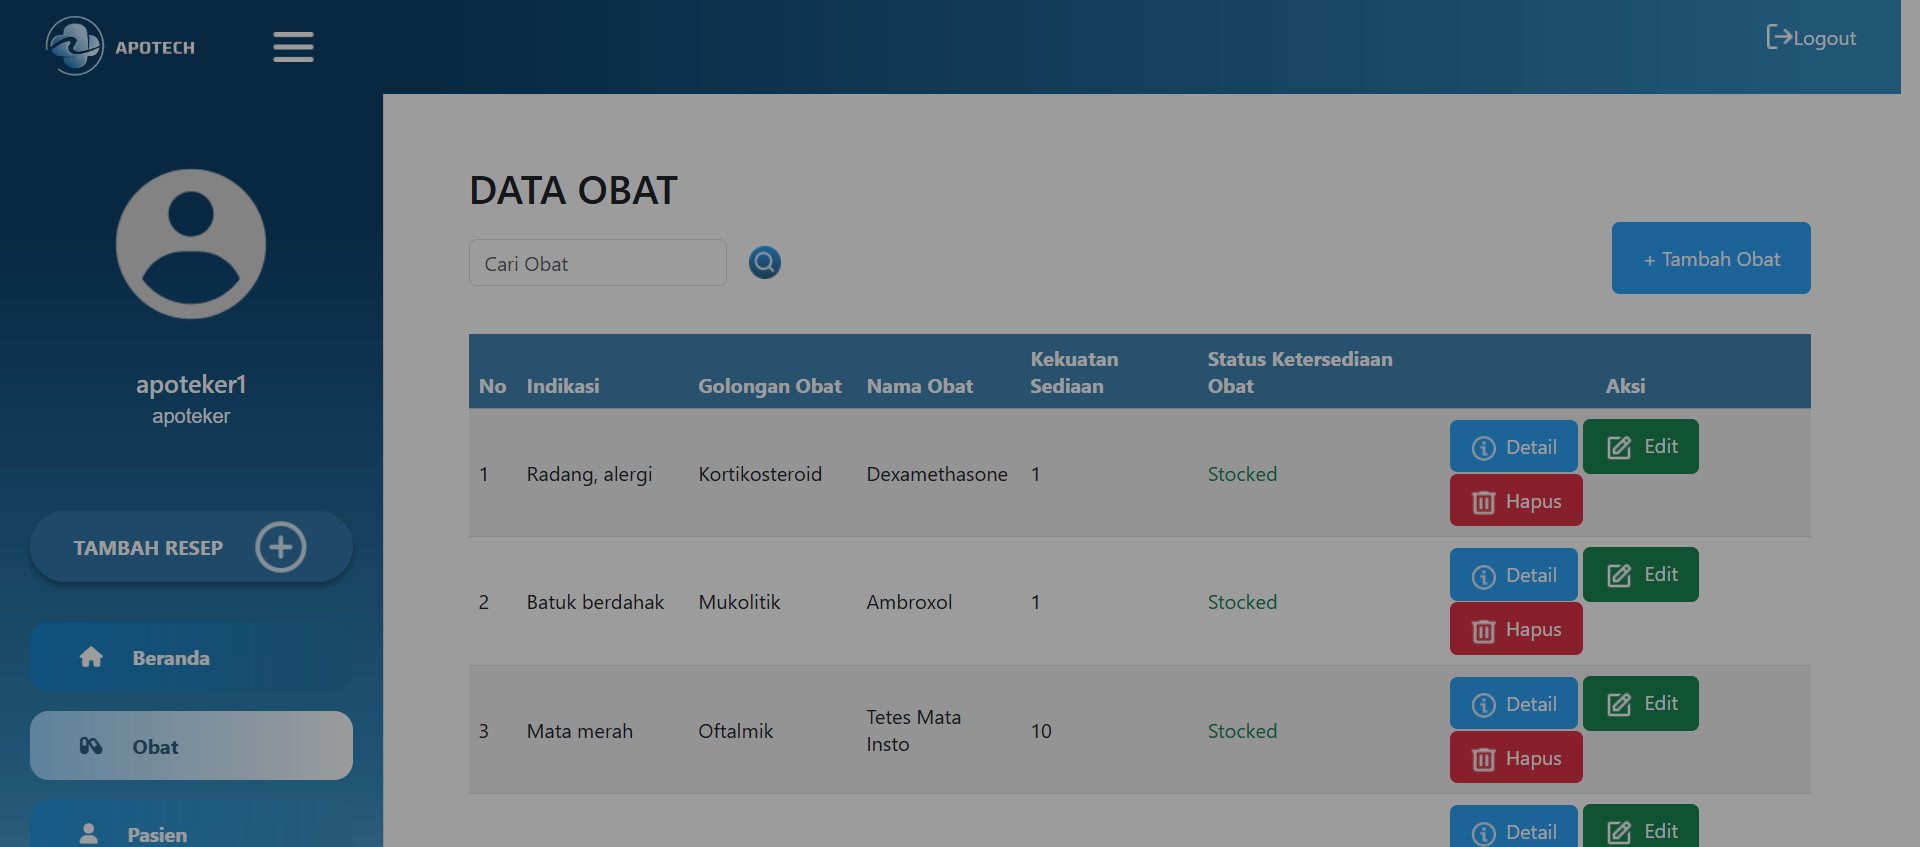 APOTECH
Logout
apoteker1
apoteker
TAMBAH RESEP
Beranda
Obat
Pasien
DATA OBAT
Cari Obat
+ Tambah Obat
No Indikasi Golongan Obat Nama Obat Kekuatan Sediaan Status Ketersediaan Obat Aksi
1 Radang, alergi Kortikosteroid Dexamethasone 1 Stocked Detail Edit
Hapus
2 Batuk berdahak Mukolitik Ambroxol 1 Stocked Detail Edit
Hapus
3 Mata merah Oftalmik Tetes Mata Insto 10 Stocked Detail Edit
Hapus
Detail Edit